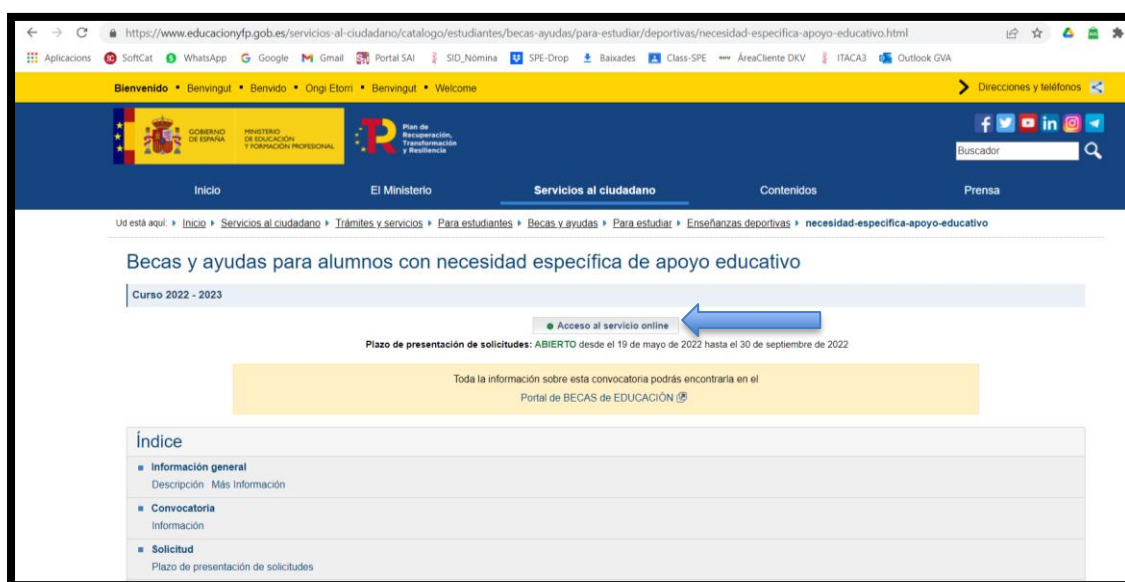 https://www.educacionyfp.gob.es/servicios-al-ciudadano/catalogo/estudiantes/becas-ayudas/para-estudiar/deportivas/necesidad-especifica-apoyo-educativo.html
Aplicacions SoftCat WhatsApp Google Gmail Portal SAI SID_Nómina SPE-Drop Baixades Class-SPE ÁreaCliente DKV ITACA3 Outlook GVA
Bienvenido • Benvingut • Benvido • Ongi Etorri • Benvingut • Welcome Direcciones y teléfonos
GOBIERNO DE ESPAÑA
MINISTERIO DE EDUCACIÓN Y FORMACIÓN PROFESIONAL
Plan de
Recuperación,
Transformación
y Resiliencia
Buscador
Inicio El Ministerio Servicios al ciudadano Contenidos Prensa
Ud está aquí: Inicio Servicios al ciudadano Trámites y servicios Para estudiantes Becas y ayudas Para estudiar Enseñanzas deportivas necesidad-especifica-apoyo-educativo
Becas y ayudas para alumnos con necesidad específica de apoyo educativo
Curso 2022 - 2023
Acceso al servicio online
Plazo de presentación de solicitudes: ABIERTO desde el 19 de mayo de 2022 hasta el 30 de septiembre de 2022
Toda la información sobre esta convocatoria podrás encontrarla en el
Portal de BECAS de EDUCACIÓN
Índice
Información general
Descripción Más Información
Convocatoria
Información
Solicitud
Plazo de presentación de solicitudes